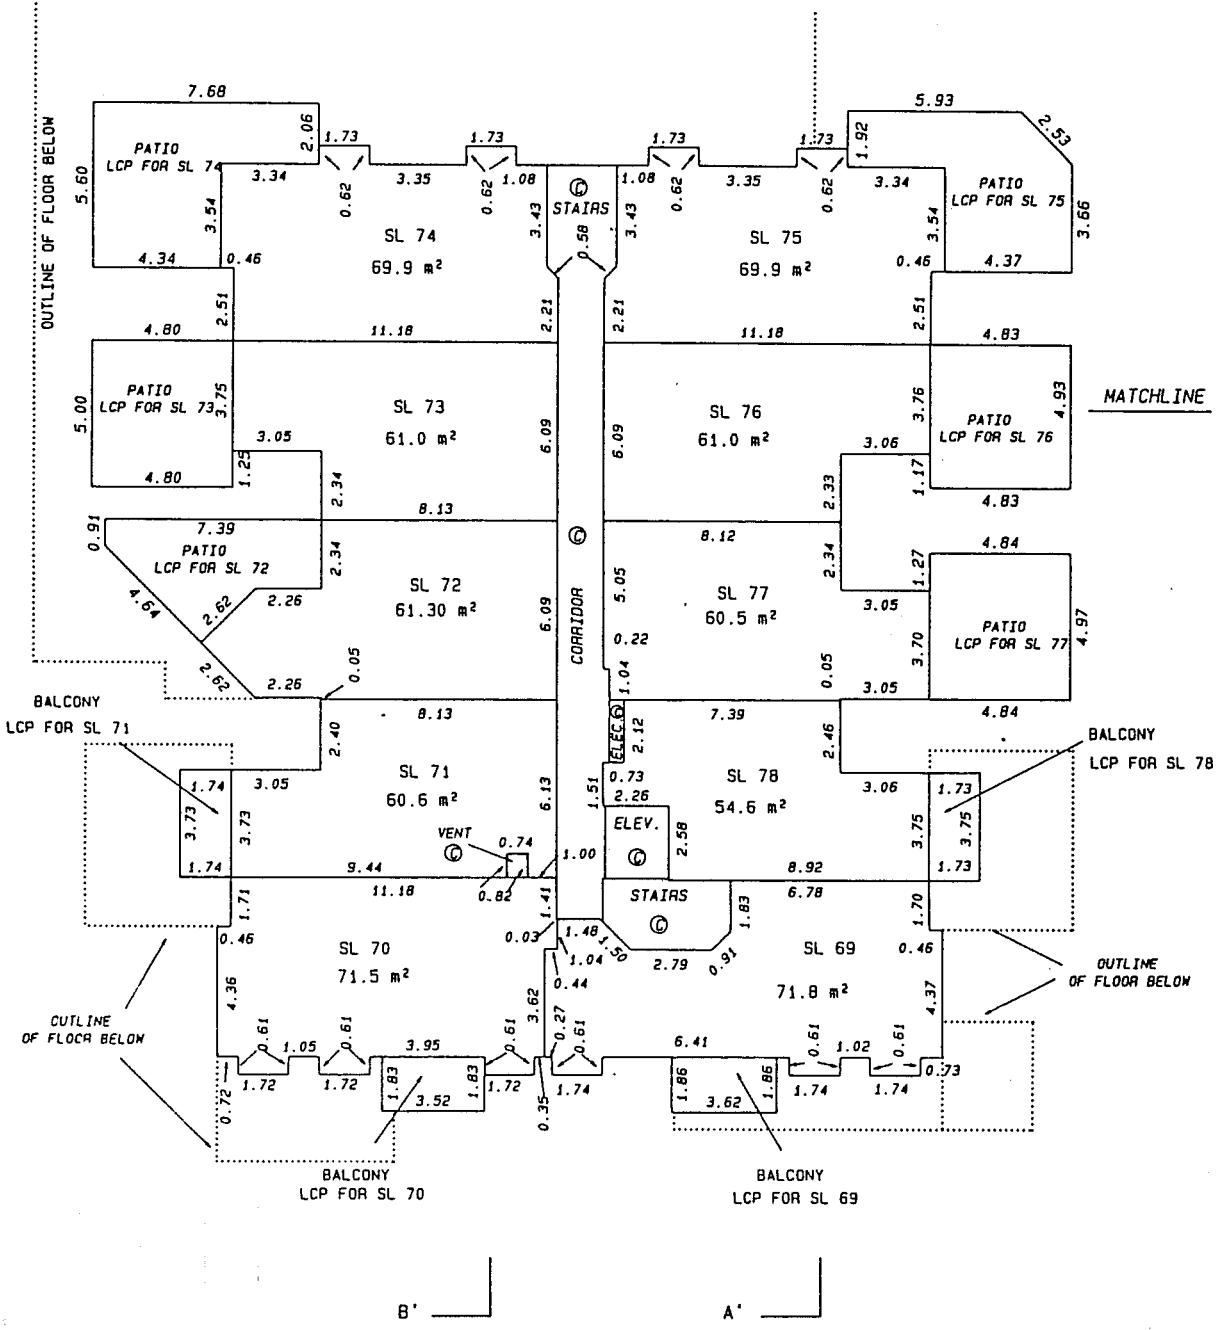 7.68
5.93
2.53
2.06
1.73
1.73
1.73
1.73
1.92
PATIO
LCP FOR SL 74
3.34
0.62
3.35
0.62
1.08
C
STAIRS
1.08
0.62
3.35
0.62
3.34
PATIO
LCP FOR SL 75
3.66
5.60
3.54
3.43
3.43
3.54
OUTLINE OF FLOOR BELOW
SL 74
69.9 m²
0.58
SL 75
69.9 m²
4.34
0.46
0.46
4.37
2.51
2.21
2.21
2.51
4.80
11.18
11.18
4.83
PATIO
LCP FOR SL 73
5.00
3.75
SL 73
61.0 m²
6.09
6.09
SL 76
61.0 m²
3.76
PATIO
LCP FOR SL 76
4.93
MATCHLINE
3.05
3.06
4.80
1.25
2.34
2.33
1.17
4.83
0.91
7.39
8.13
C
8.12
4.84
PATIO
LCP FOR SL 72
2.34
2.34
1.27
4.64
2.62
2.26
SL 72
61.30 m²
6.09
CORRIDOR
5.05
SL 77
60.5 m²
3.05
PATIO
LCP FOR SL 77
4.97
3.70
0.22
2.62
2.26
0.05
1.04
0.05
3.05
BALCONY
LCP FOR SL 71
8.13
C
ELEC.
7.39
4.84
2.40
2.12
2.46
BALCONY
LCP FOR SL 78
1.74
3.05
SL 71
60.6 m²
6.13
1.51
0.73
2.26
SL 78
54.6 m²
3.06
1.73
3.73
3.73
VENT
C
0.74
1.00
ELEV.
C
2.58
3.75
3.75
1.74
9.44
8.92
1.73
11.18
0.82
STAIRS
C
6.78
1.71
1.41
1.83
1.70
0.46
SL 70
71.5 m²
0.03
1.48
1.50
1.04
2.79
0.91
SL 69
71.8 m²
0.46
0.44
OUTLINE
OF FLOOR BELOW
4.36
3.62
4.37
OUTLINE
OF FLOOR BELOW
0.61
1.05
0.61
3.95
0.61
0.27
0.61
6.41
0.61
1.02
0.61
0.73
0.72
1.72
1.72
1.83
3.52
1.83
1.72
0.35
1.74
1.86
3.62
1.86
1.74
1.74
BALCONY
LCP FOR SL 70
BALCONY
LCP FOR SL 69
B'
A'